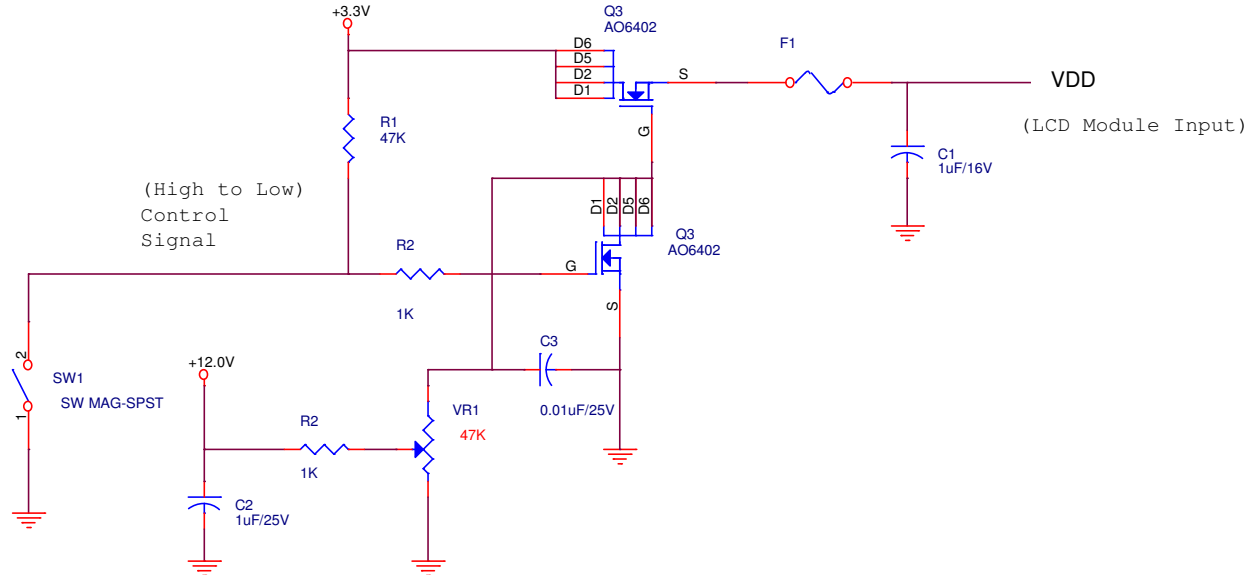 +3.3V
Q3
AO6402
D6
D5
D2
D1
S
G
F1
VDD
(LCD Module Input)
R1
47K
C1
1uF/16V
(High to Low)
Control
Signal
D1
D2
D5
D6
Q3
AO6402
R2
G
1K
S
C3
0.01uF/25V
2
1
SW1
SW MAG-SPST
+12.0V
R2
1K
VR1
47K
C2
1uF/25V